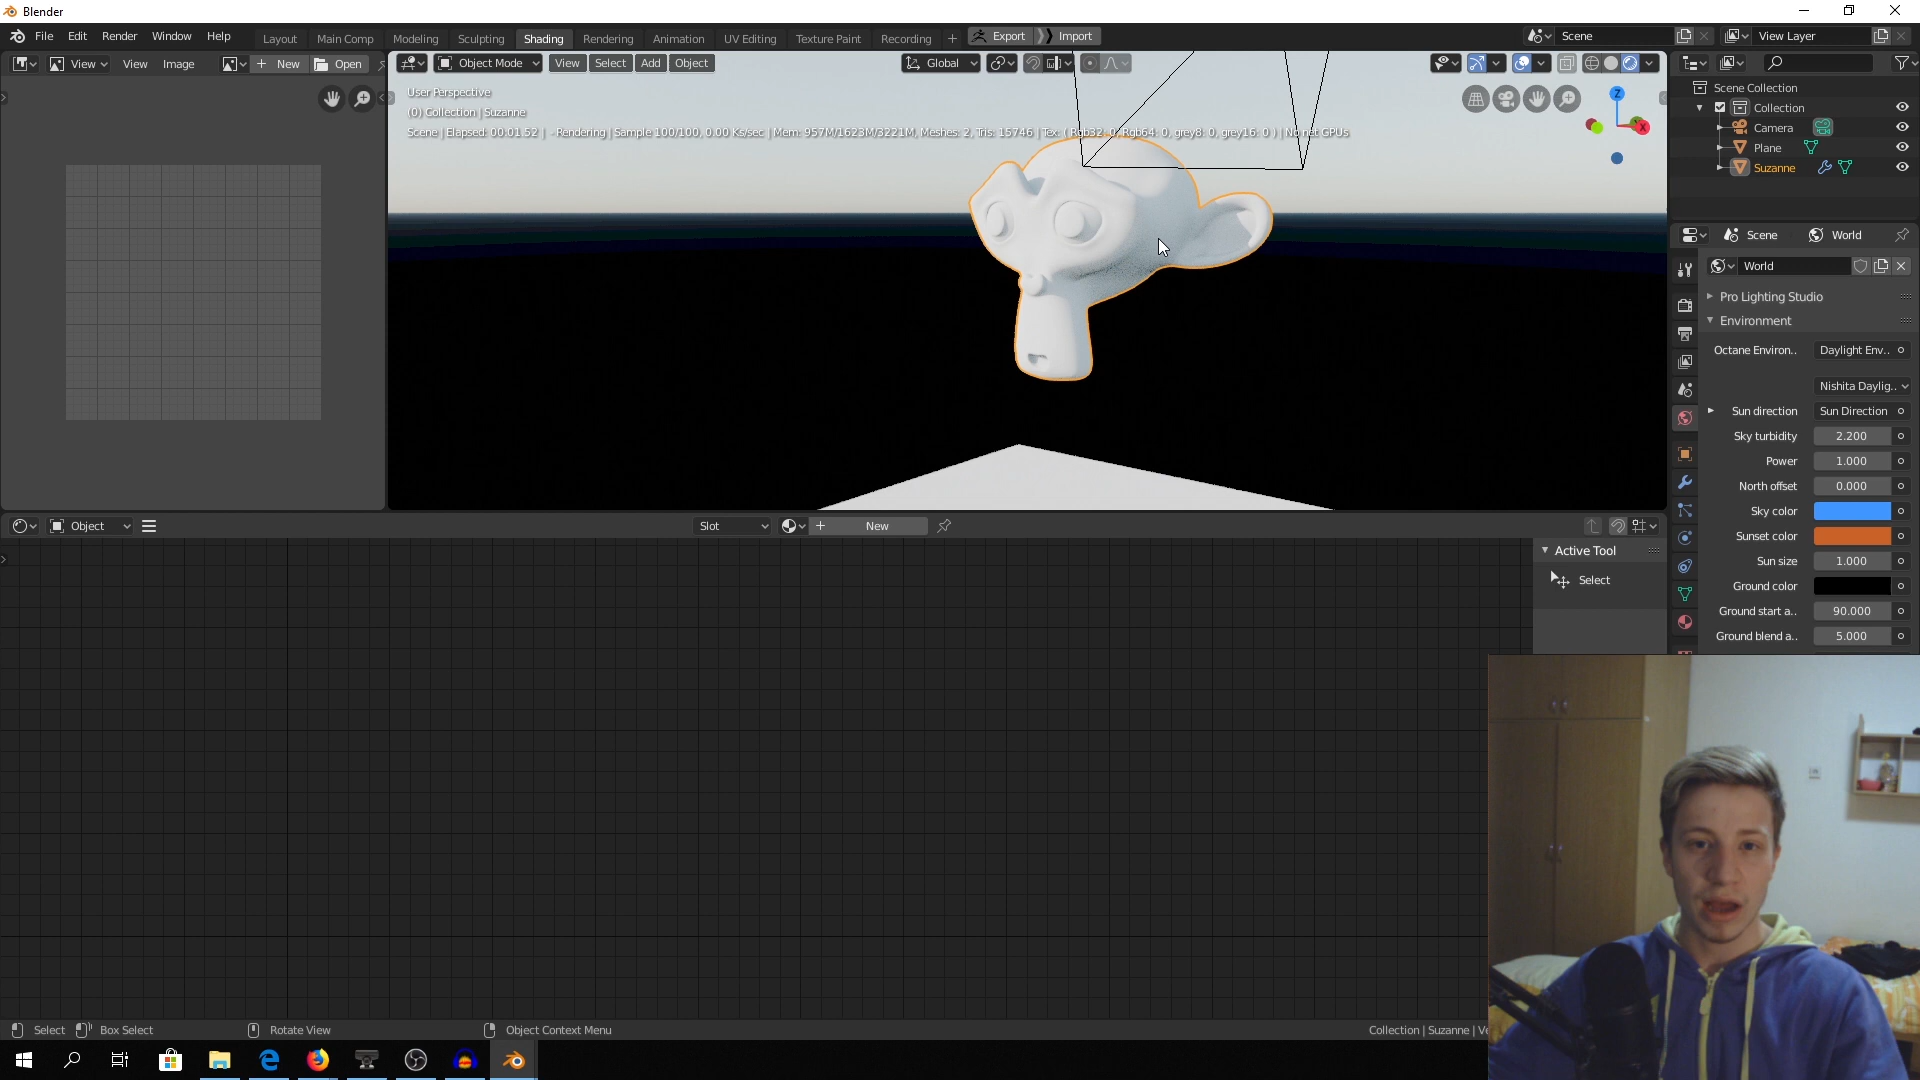 Blender
File Edit Render Window Help
Layout Main Comp Modeling Sculpting Shading Rendering Animation UV Editing Texture Paint Recording + Export Import
Scene View Layer
View View Image + New Open
Object Mode View Select Add Object Global
User Perspective
(0) Collection | Suzanne
Scene | Elapsed: 00:01.52 | - Rendering | Sample 100/100, 0.00 Ks/sec | Mem: 957M/1623M/3221M, Meshes: 2, Tris: 15746 | Tex: ( Rgb32: 0, Rgb64: 0, grey8: 0, grey16: 0 ) | No net GPUs
Z
X
Scene Collection
Collection
Camera
Plane
Suzanne
Scene World
World
Pro Lighting Studio
Environment
Octane Environ.. Daylight Env..
Nishita Daylig..
Sun direction Sun Direction
Sky turbidity 2.200
Power 1.000
North offset 0.000
Sky color
Sunset color
Sun size 1.000
Ground color
Ground start a.. 90.000
Ground blend a.. 5.000
Object Slot + New
Active Tool
Select
Select Box Select Rotate View Object Context Menu
Collection | Suzanne | Ve